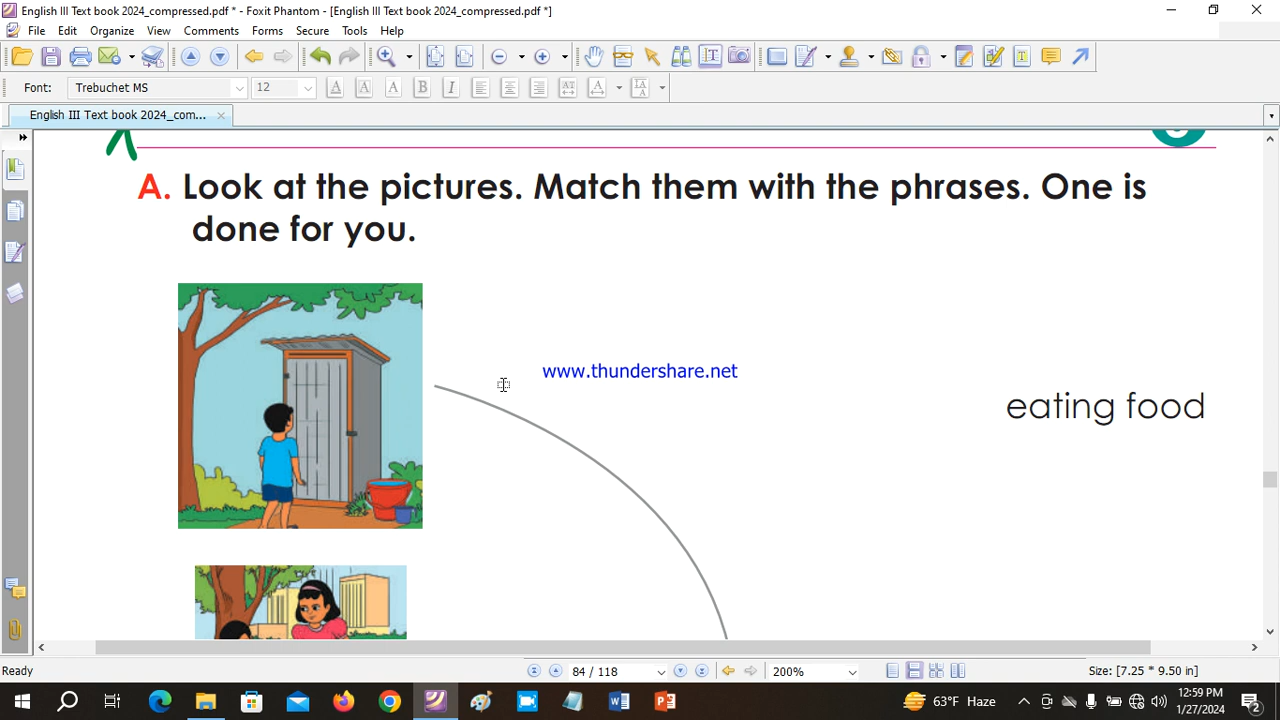 English III Text book 2024_compressed.pdf * - Foxit Phantom - [English III Text book 2024_compressed.pdf *]
File Edit Organize View Comments Forms Secure Tools Help
Font: Trebuchet MS 12
English III Text book 2024_com...
A. Look at the pictures. Match them with the phrases. One is
done for you.
www.thundershare.net
eating food
Ready 84 / 118 200% Size: [7.25 * 9.50 in]
63°F Haze 12:59 PM
1/27/2024
2